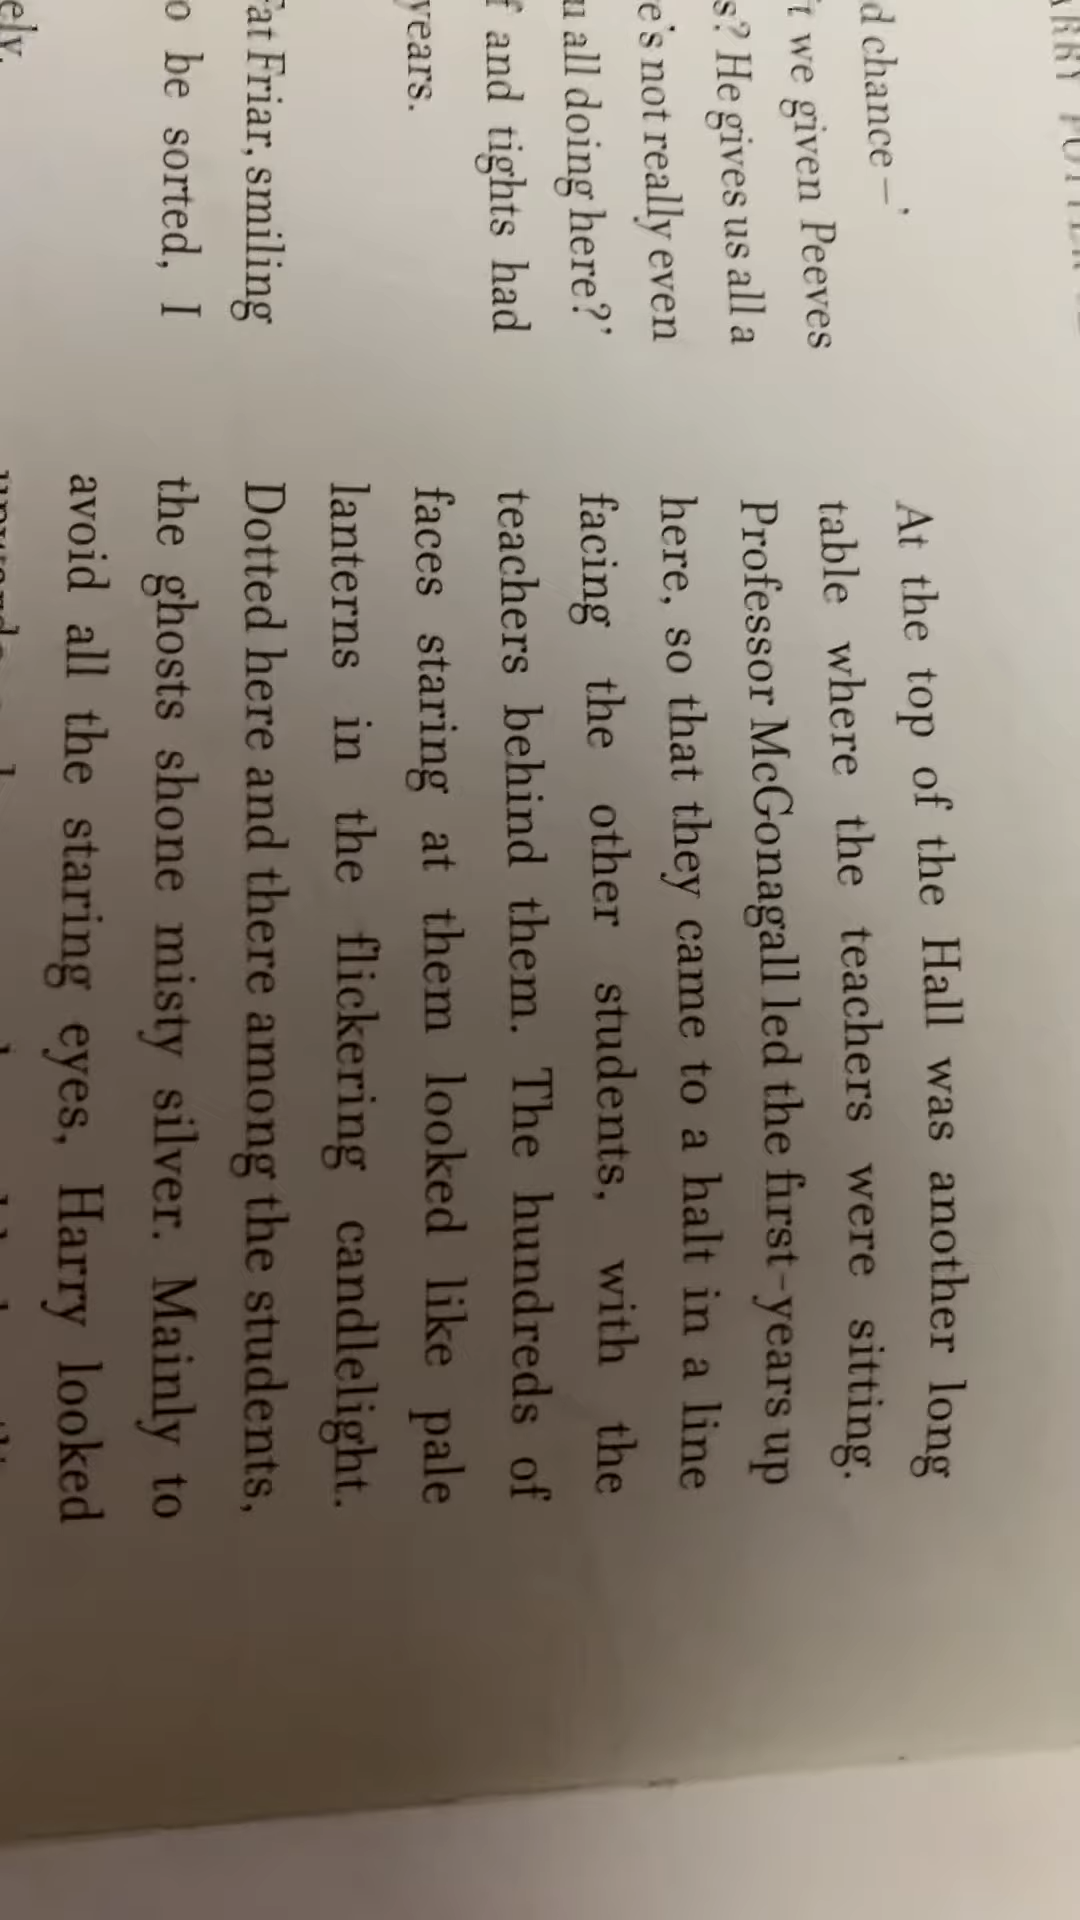 d chance –’
we given Peeves
s? He gives us all a
e's not really even
all doing here?’
and tights had
years.
Fat Friar, smiling
o be sorted, I
ely.
At the top of the Hall was another long
table where the teachers were sitting.
Professor McGonagall led the first-years up
here, so that they came to a halt in a line
facing the other students, with the
teachers behind them. The hundreds of
faces staring at them looked like pale
lanterns in the flickering candlelight.
Dotted here and there among the students,
the ghosts shone misty silver. Mainly to
avoid all the staring eyes, Harry looked